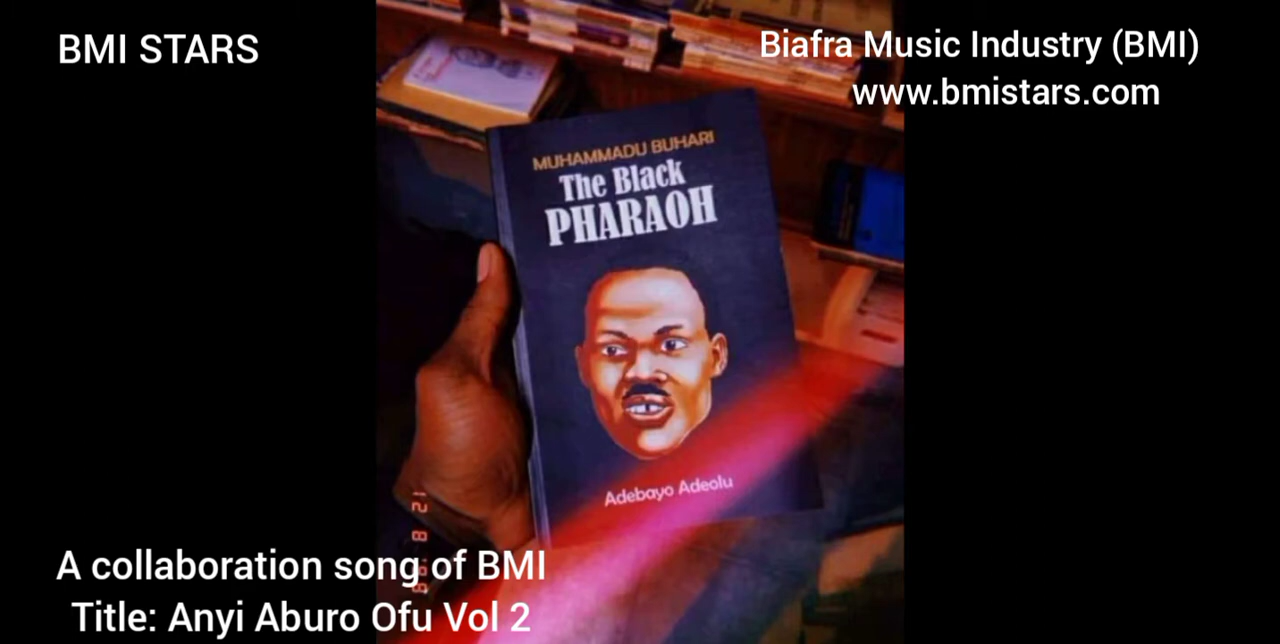 BMI STARS
Biafra Music Industry (BMI)
www.bmistars.com
MUHAMMADU BUHARI
The Black
PHARAOH
Adebayo Adeolu
A collaboration song of BMI
Title: Anyi Aburo Ofu Vol 2